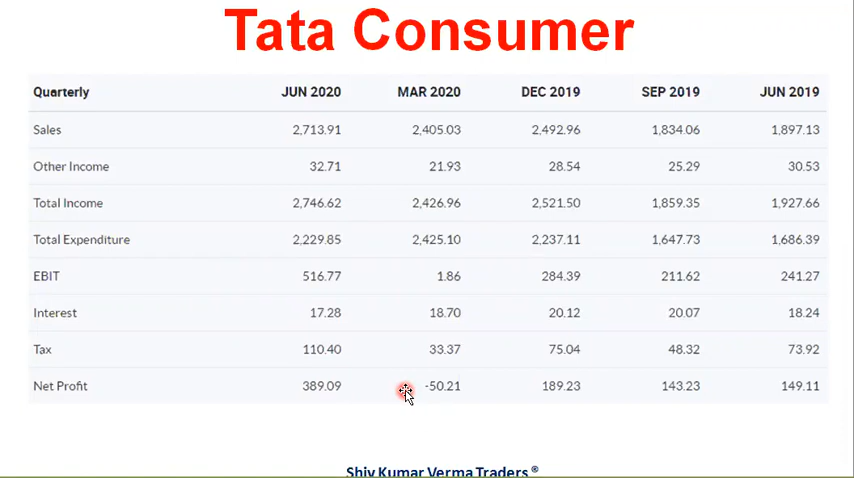 Tata Consumer
Quarterly JUN 2020 MAR 2020 DEC 2019 SEP 2019 JUN 2019
Sales 2,713.91 2,405.03 2,492.96 1,834.06 1,897.13
Other Income 32.71 21.93 28.54 25.29 30.53
Total Income 2,746.62 2,426.96 2,521.50 1,859.35 1,927.66
Total Expenditure 2,229.85 2,425.10 2,237.11 1,647.73 1,686.39
EBIT 516.77 1.86 284.39 211.62 241.27
Interest 17.28 18.70 20.12 20.07 18.24
Tax 110.40 33.37 75.04 48.32 73.92
Net Profit 389.09 -50.21 189.23 143.23 149.11
Shiv Kumar Verma Traders ®